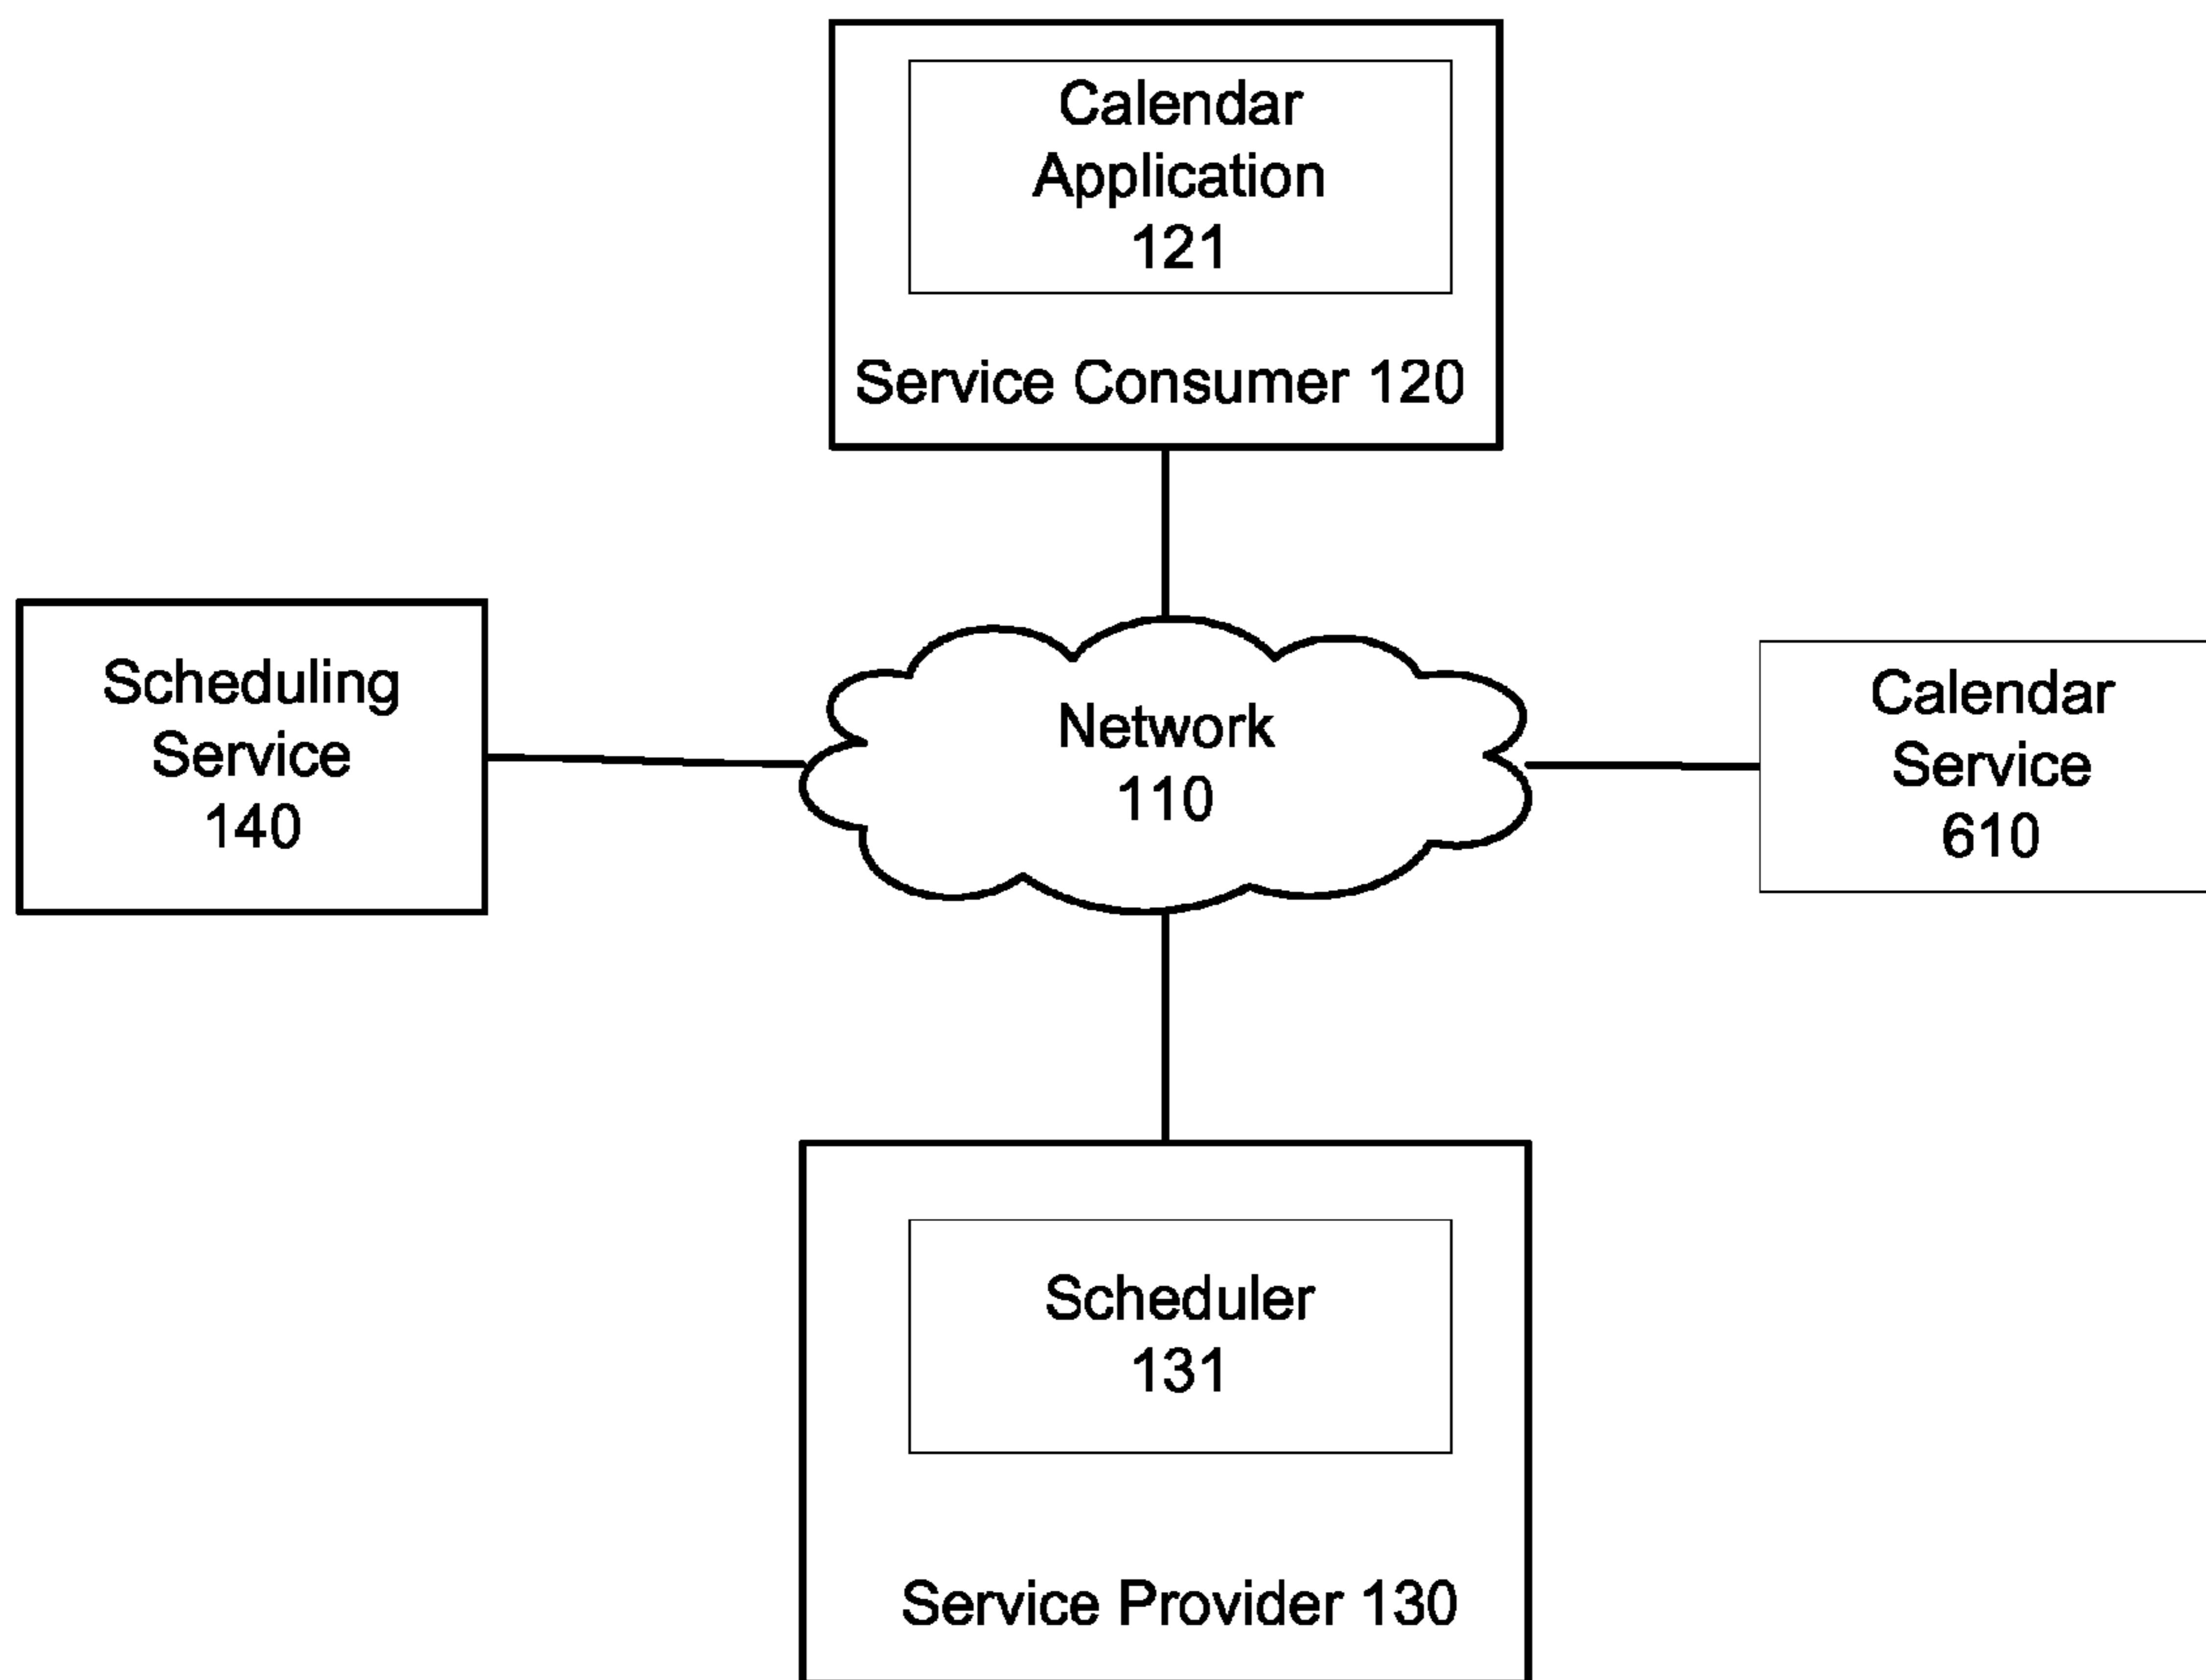 Calendar
Application
121
Service Consumer 120
Scheduling
Service
140
Network
110
Calendar
Service
610
Scheduler
131
Service Provider 130